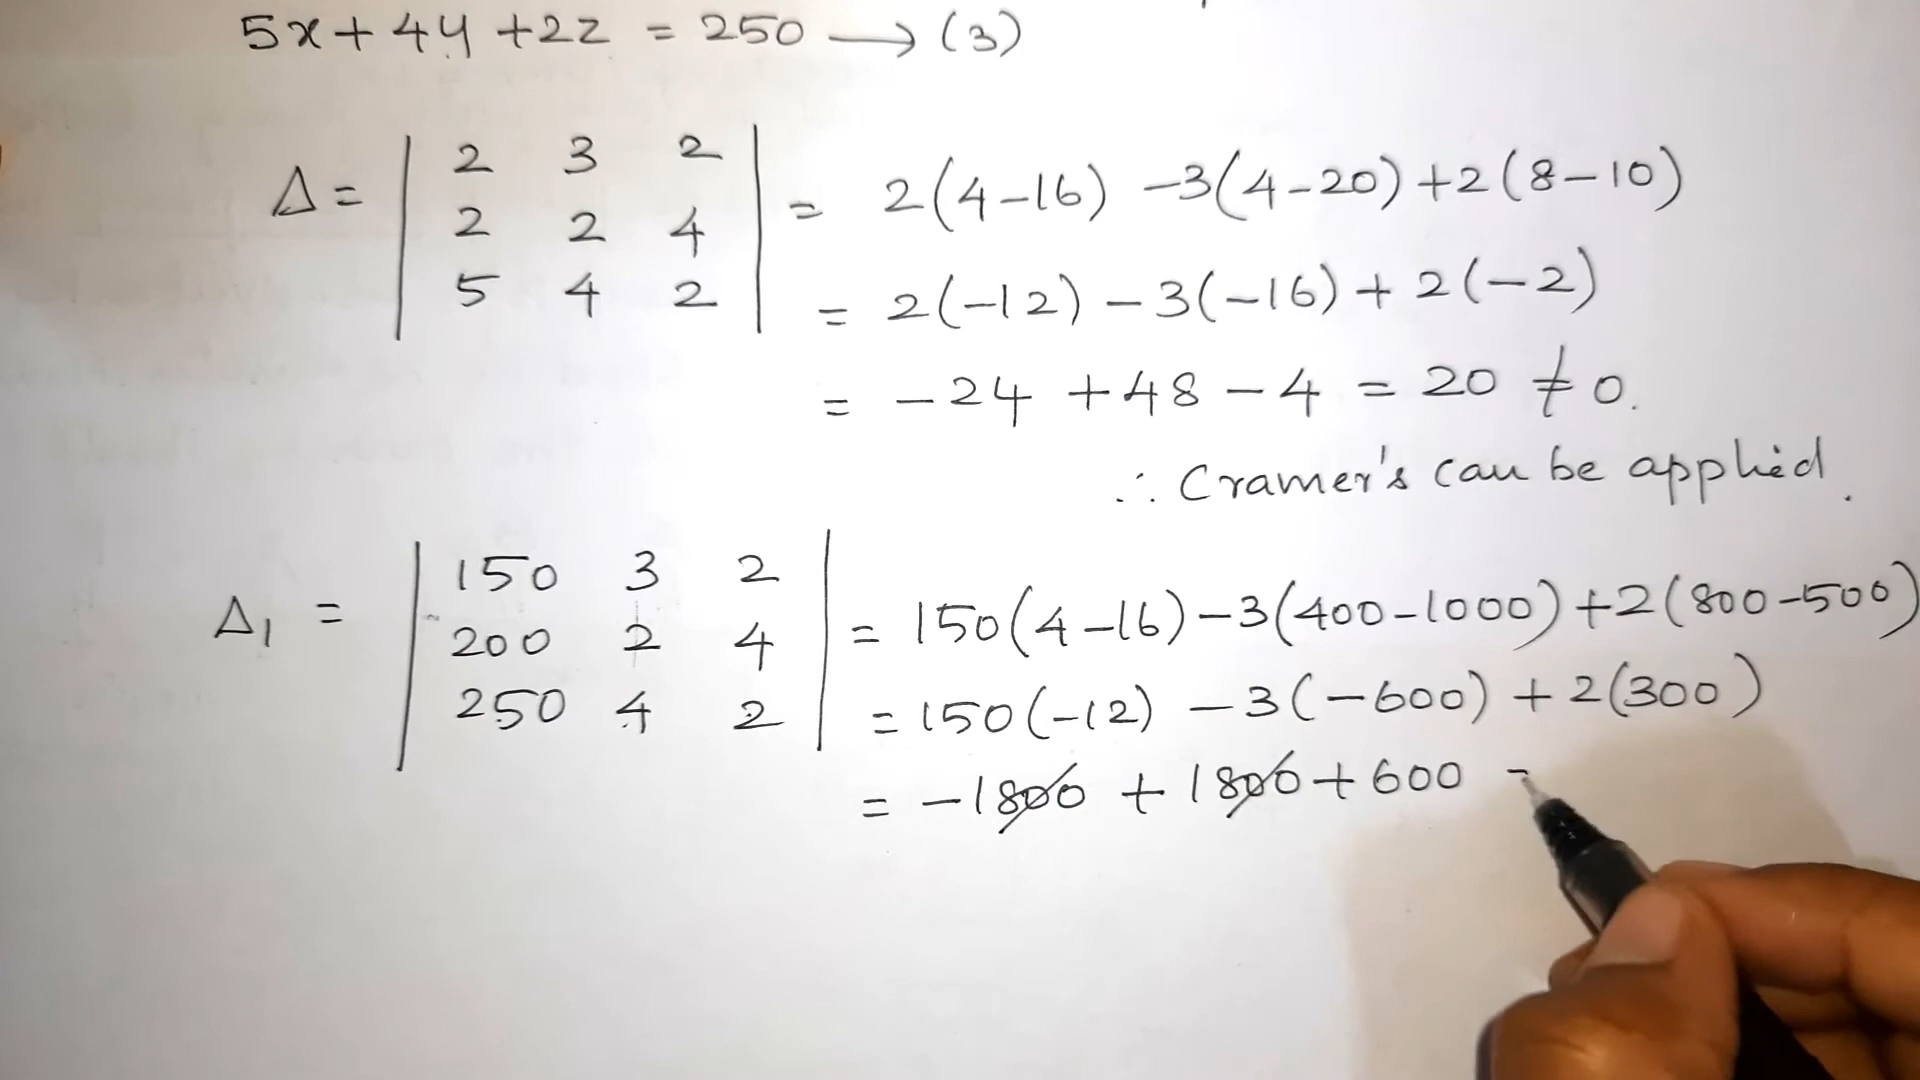 5x + 4y + 2z = 250 → (3)
Δ = | 2 3 2 | = 2(4-16) -3(4-20) +2(8-10)
| 2 2 4 |
| 5 4 2 | = 2(-12) -3(-16) + 2(-2)
= -24 +48 -4 = 20 ≠ 0.
∴ Cramer's can be applied.
Δ₁ = | 150 3 2 | = 150(4-16) -3(400-1000) +2(800-500)
| 200 2 4 |
| 250 4 2 | = 150(-12) -3(-600) + 2(300)
= -1800 + 1800 + 600 -